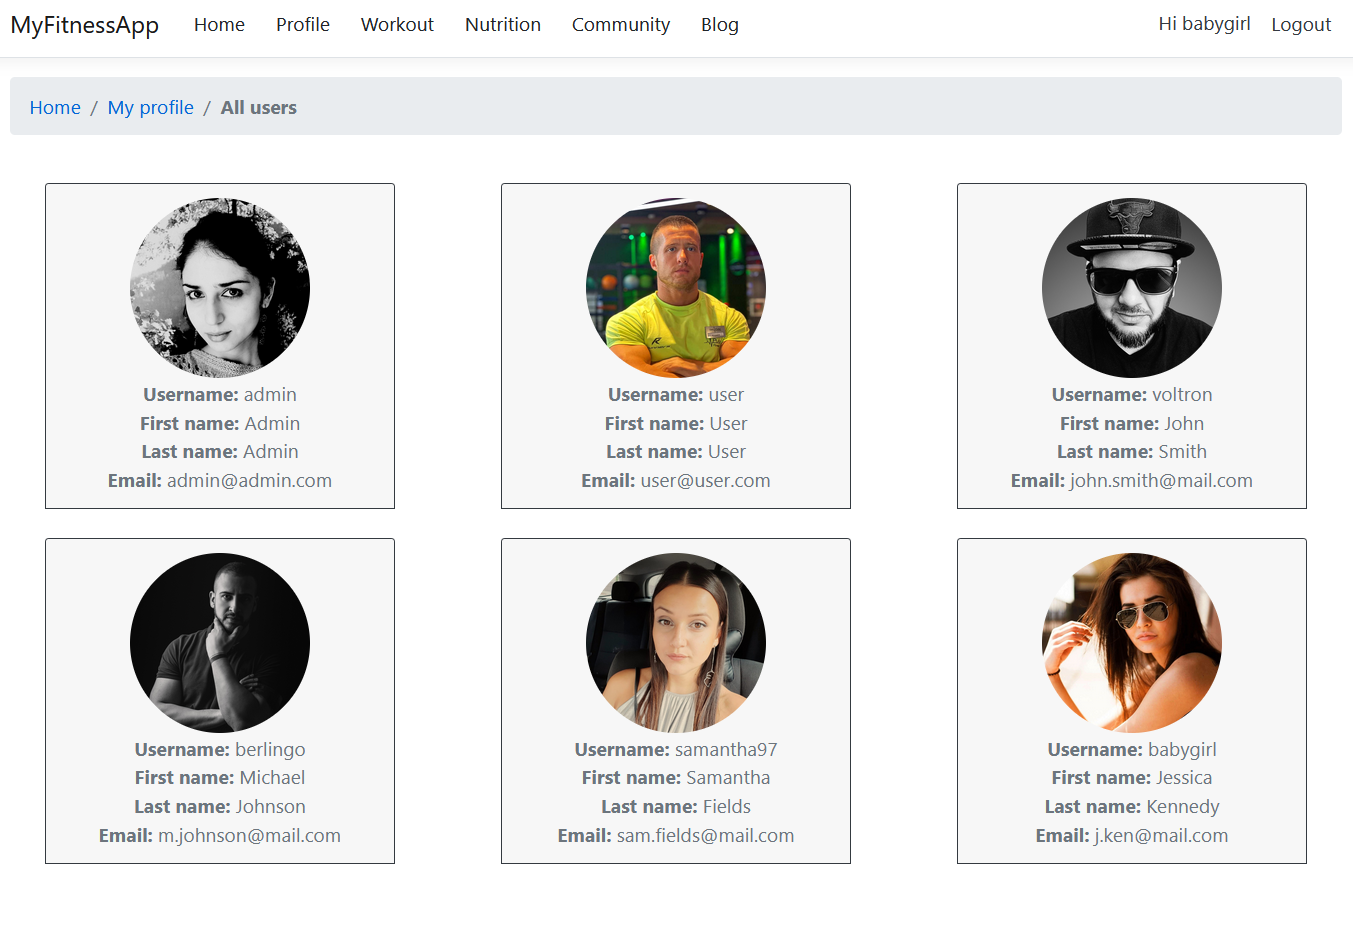 MyFitnessApp Home Profile Workout Nutrition Community Blog Hi babygirl Logout
Home / My profile / All users
Username: admin
First name: Admin
Last name: Admin
Email: admin@admin.com
Username: user
First name: User
Last name: User
Email: user@user.com
Username: voltron
First name: John
Last name: Smith
Email: john.smith@mail.com
Username: berlingo
First name: Michael
Last name: Johnson
Email: m.johnson@mail.com
Username: samantha97
First name: Samantha
Last name: Fields
Email: sam.fields@mail.com
Username: babygirl
First name: Jessica
Last name: Kennedy
Email: j.ken@mail.com